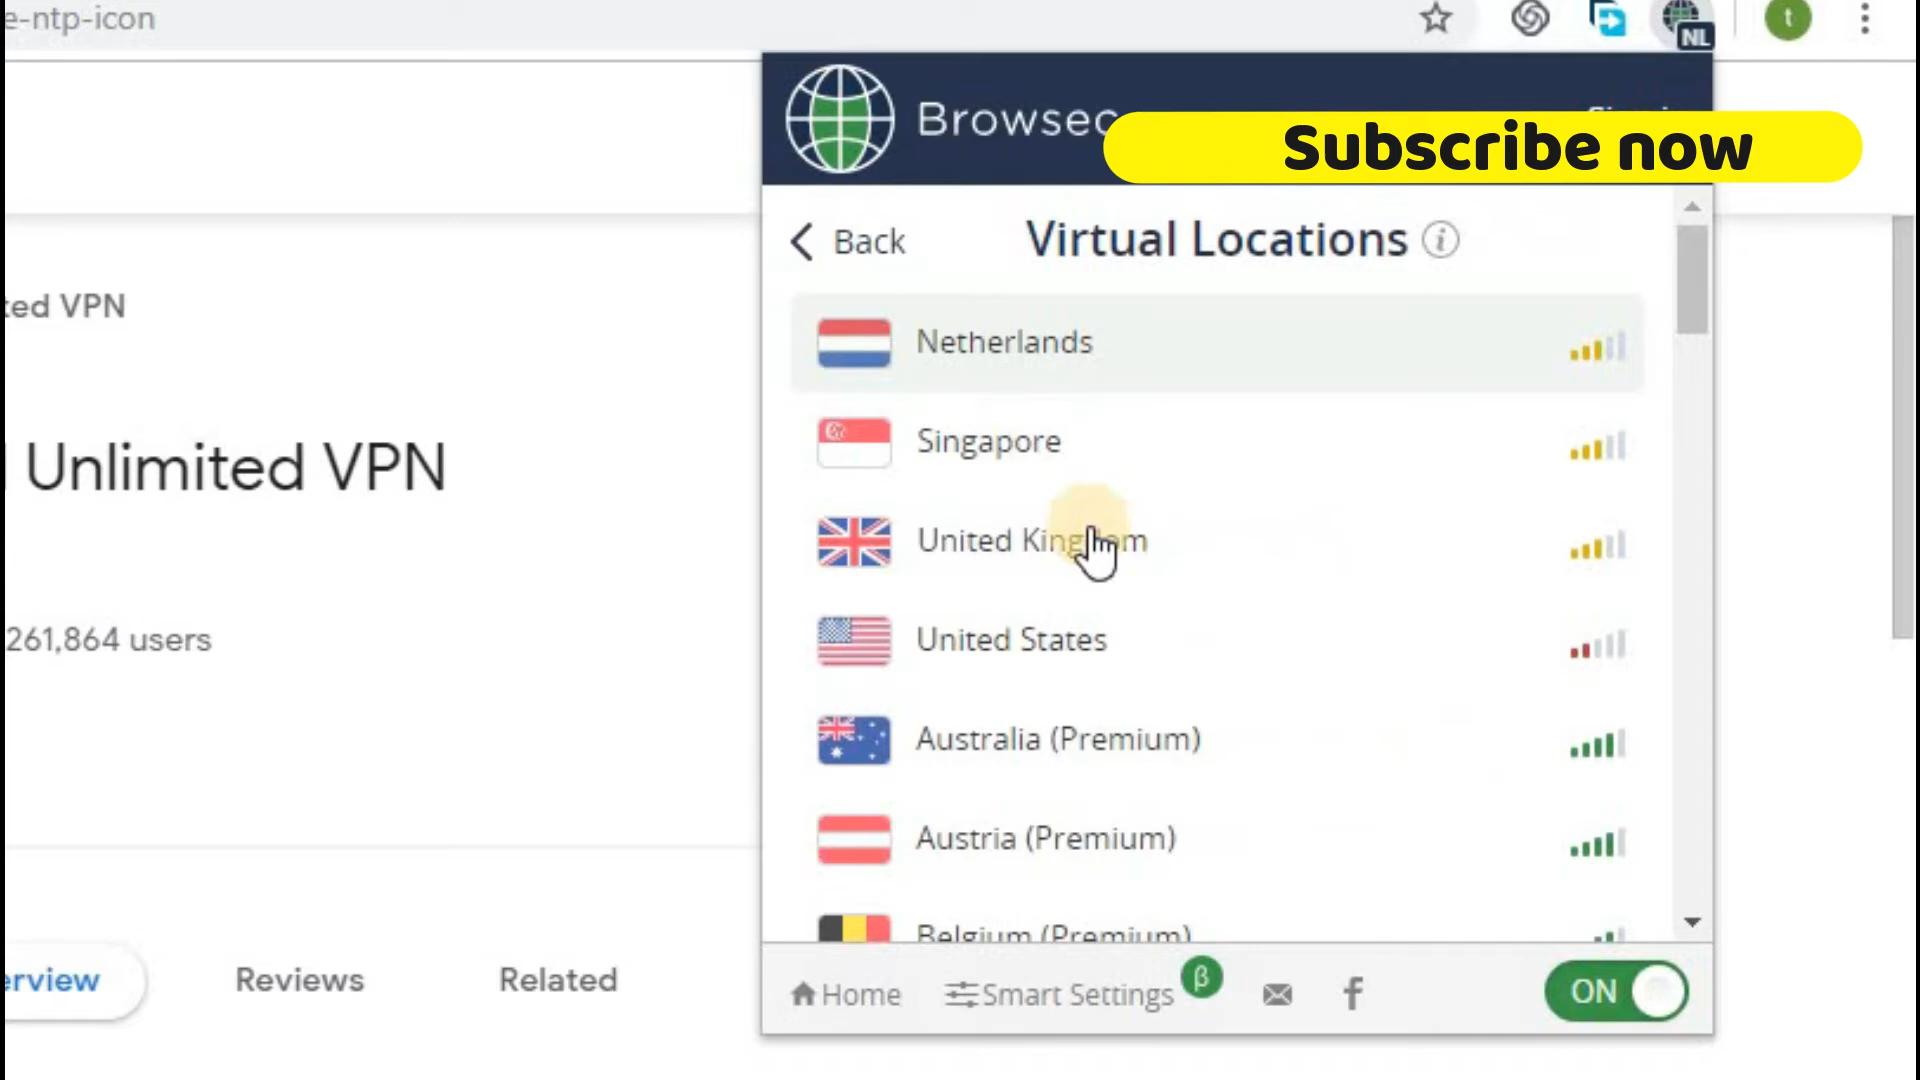 e-ntp-icon
NL
t
Browsec
Subscribe now
Back
Virtual Locations
ted VPN
Netherlands
Singapore
Unlimited VPN
United Kingdom
261,864 users
United States
Australia (Premium)
Austria (Premium)
Belgium (Premium)
erview
Reviews
Related
Home
Smart Settings
β
ON